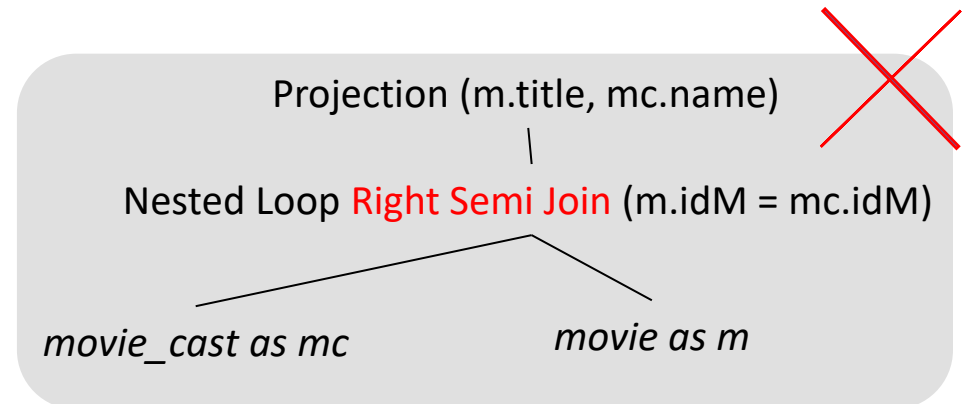 Projection (m.title, mc.name)
Nested Loop Right Semi Join (m.idM = mc.idM)
movie_cast as mc
movie as m